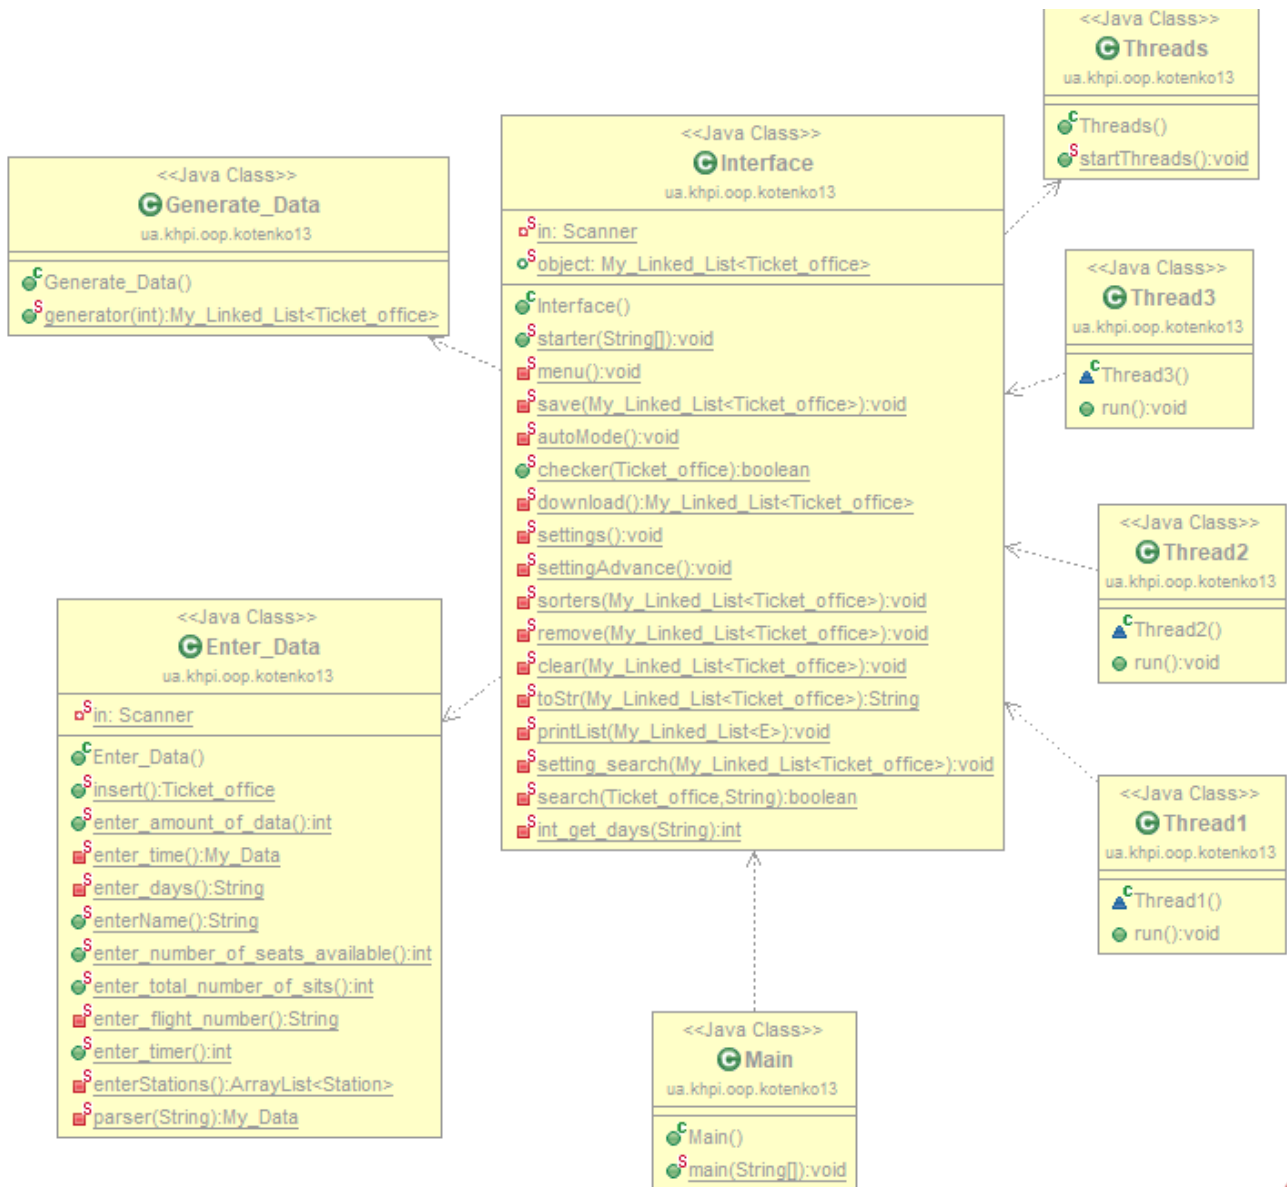 <<Java Class>>
Threads
ua.khpi.oop.kotenko13
Threads()
startThreads():void
<<Java Class>>
Interface
ua.khpi.oop.kotenko13
in: Scanner
object: My_Linked_List<Ticket_office>
Interface()
starter(String[]):void
menu():void
save(My_Linked_List<Ticket_office>):void
autoMode():void
checker(Ticket_office):boolean
download():My_Linked_List<Ticket_office>
settings():void
settingAdvance():void
sorters(My_Linked_List<Ticket_office>):void
remove(My_Linked_List<Ticket_office>):void
clear(My_Linked_List<Ticket_office>):void
toStr(My_Linked_List<Ticket_office>):String
printList(My_Linked_List<E>):void
setting_search(My_Linked_List<Ticket_office>):void
search(Ticket_office,String):boolean
int_get_days(String):int
<<Java Class>>
Generate_Data
ua.khpi.oop.kotenko13
Generate_Data()
generator(int):My_Linked_List<Ticket_office>
<<Java Class>>
Thread3
ua.khpi.oop.kotenko13
Thread3()
run():void
<<Java Class>>
Thread2
ua.khpi.oop.kotenko13
Thread2()
run():void
<<Java Class>>
Enter_Data
ua.khpi.oop.kotenko13
in: Scanner
Enter_Data()
insert():Ticket_office
enter_amount_of_data():int
enter_time():My_Data
enter_days():String
enterName():String
enter_number_of_seats_available():int
enter_total_number_of_sits():int
enter_flight_number():String
enter_timer():int
enterStations():ArrayList<Station>
parser(String):My_Data
<<Java Class>>
Thread1
ua.khpi.oop.kotenko13
Thread1()
run():void
<<Java Class>>
Main
ua.khpi.oop.kotenko13
Main()
main(String[]):void